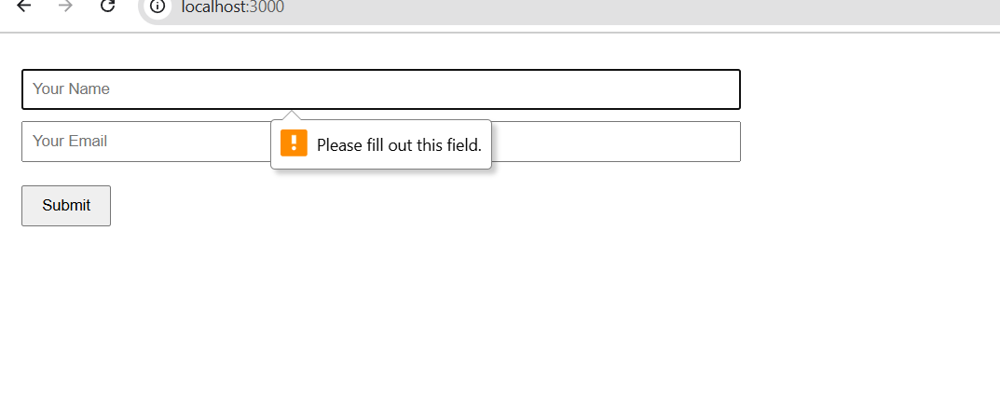 localhost:3000
Your Name
Your Email
Please fill out this field.
Submit